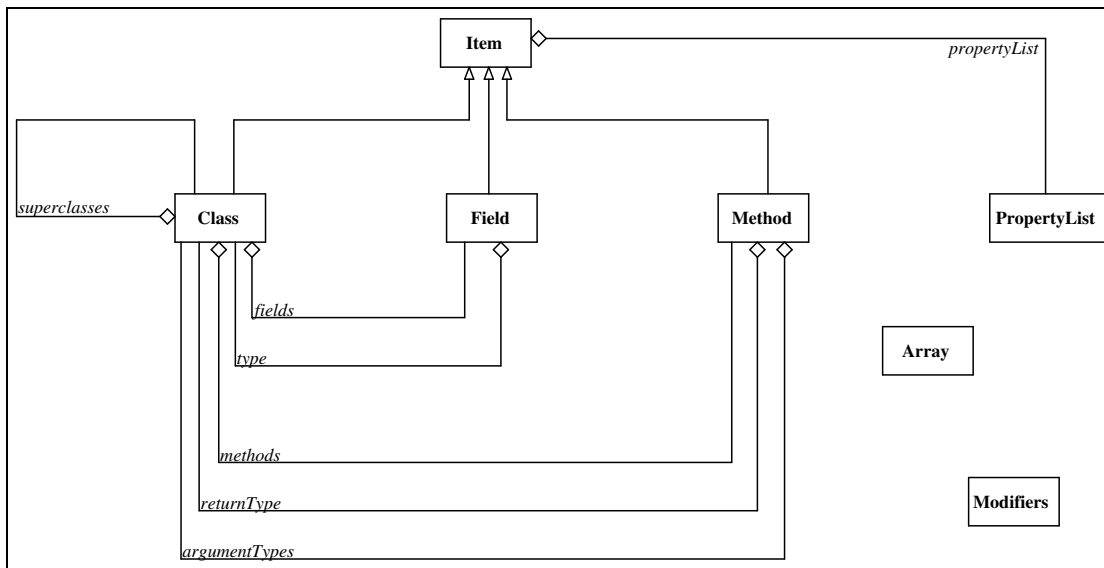 Item
propertyList
superclasses
Class
Field
Method
PropertyList
fields
Array
type
methods
Modifiers
returnType
argumentTypes